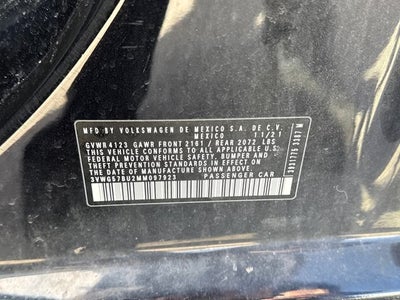 MFD BY VOLKSWAGEN DE MEXICO S.A. DE C.V.
MEXICO 11/21
GVWR 4123 GAWR FRONT 2161 / REAR 2072 LBS
THIS VEHICLE CONFORMS TO ALL APPLICABLE
FEDERAL MOTOR VEHICLE SAFETY, BUMPER AND
THEFT PREVENTION STANDARDS IN EFFECT ON
THE DATE OF MANUFACTURE SHOWN ABOVE.
PASSENGER CAR